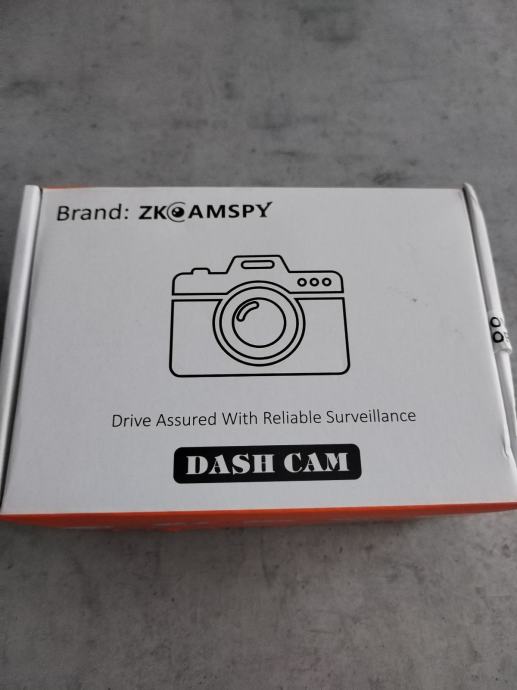 Brand: ZKCAMSPY
Drive Assured With Reliable Surveillance
DASH CAM